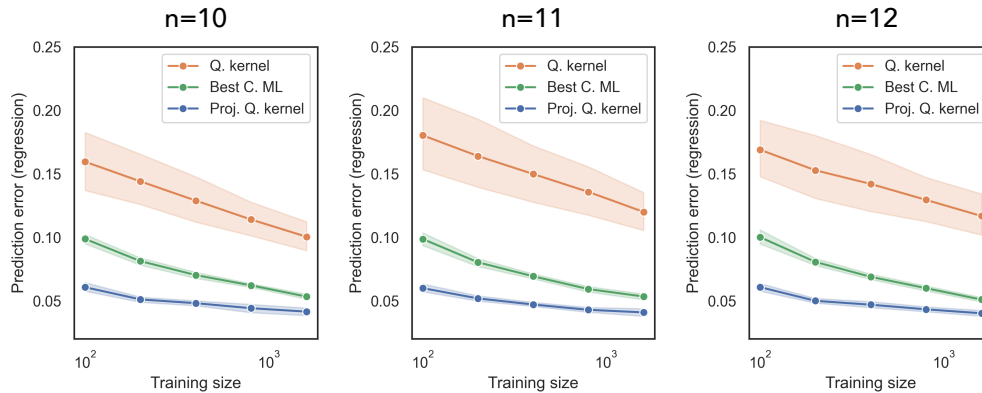 n=10
0.25
0.20
0.15
0.10
0.05
Prediction error (regression)
Q. kernel
Best C. ML
Proj. Q. kernel
10²
10³
Training size
n=11
0.25
0.20
0.15
0.10
0.05
Prediction error (regression)
Q. kernel
Best C. ML
Proj. Q. kernel
10²
10³
Training size
n=12
0.25
0.20
0.15
0.10
0.05
Prediction error (regression)
Q. kernel
Best C. ML
Proj. Q. kernel
10²
10³
Training size